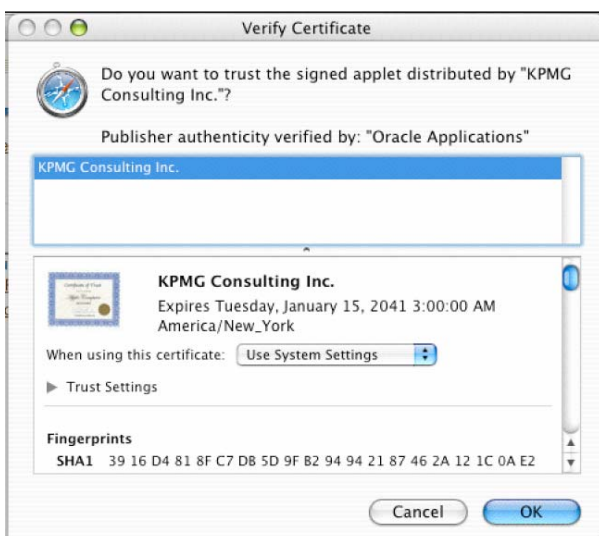 Verify Certificate
Do you want to trust the signed applet distributed by "KPMG
Consulting Inc."?
Publisher authenticity verified by: "Oracle Applications"
KPMG Consulting Inc.
KPMG Consulting Inc.
Expires Tuesday, January 15, 2041 3:00:00 AM
America/New_York
When using this certificate: Use System Settings
Trust Settings
Fingerprints
SHA1 39 16 D4 81 8F C7 DB 5D 9F B2 94 94 21 87 46 2A 12 1C 0A E2
Cancel OK